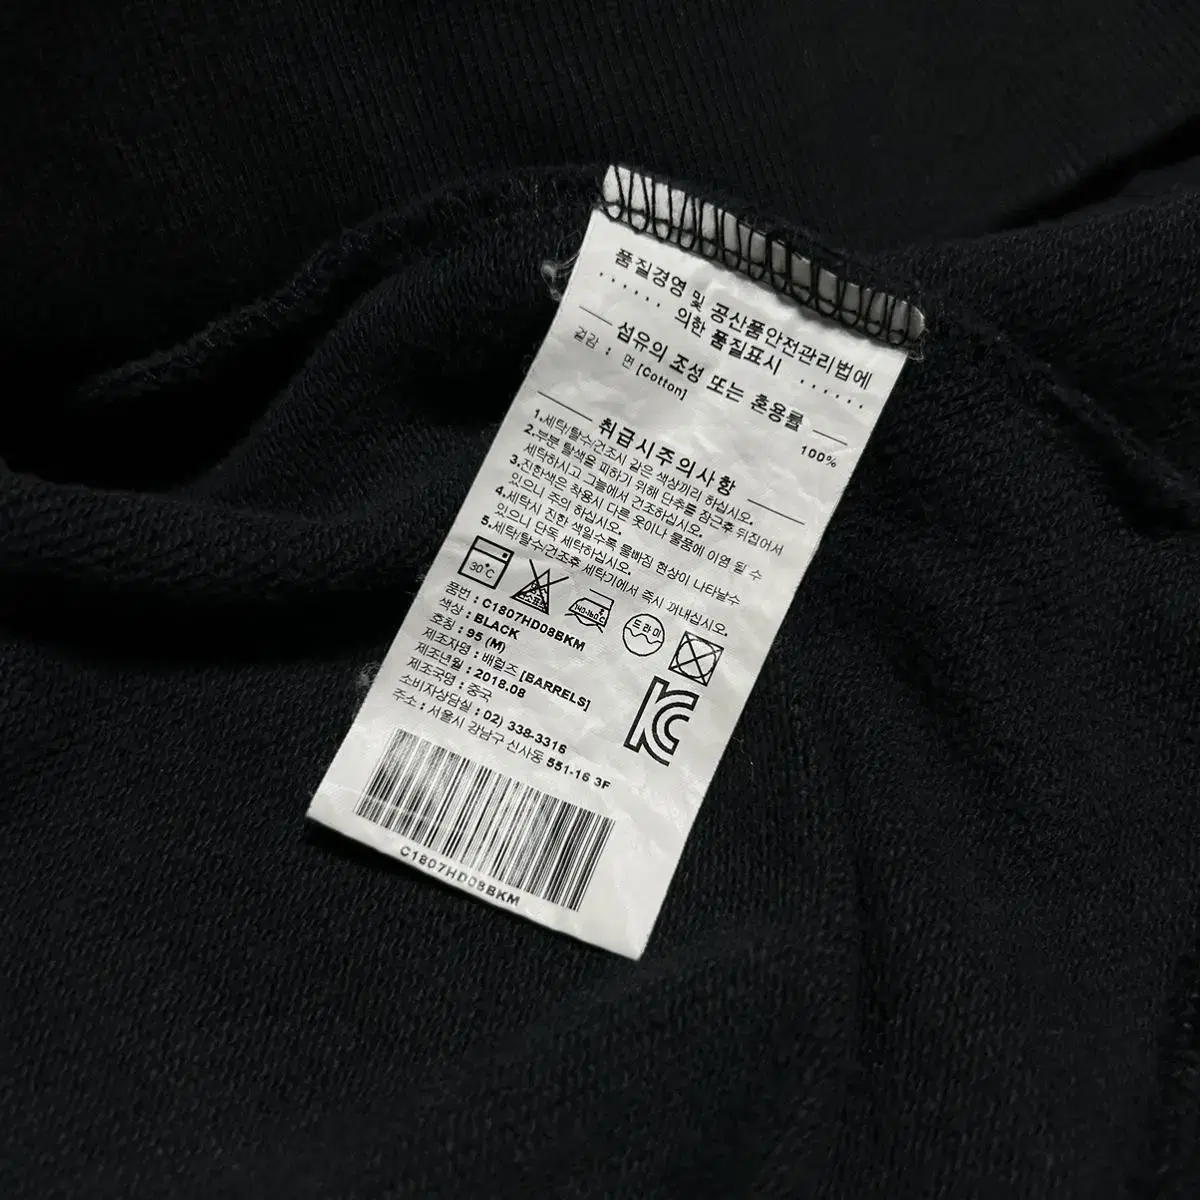 품질경영 및 공산품안전관리법에
...... 의한 품질표시 ......
섬유의 조성 또는 혼용률
겉감 : 면 [Cotton] 100%
취급시주의사항
1.세탁/탈수/건조시 같은 색상끼리 하십시오.
2.부분 탈색을 피하기 위해 단추를 잠근후 뒤집어서
세탁하시고 그늘에서 건조하십시오.
3.진한색은 착용시 다른 옷이나 물품에 이염 될 수
있으니 주의 하십시오.
4.세탁시 진한 색일수록 물빠짐 현상이 나타날수
있으니 단독 세탁하십시오.
5.세탁/탈수/건조후 세탁기에서 즉시 꺼내십시오.
30°C
140-160°C
드라이
품번 : C1807HD08BKM
색상 : BLACK
호칭 : 95 (M)
제조자명 : 배럴즈 [BARRELS]
제조년월 : 2018.08
제조국명 : 중국
소비자상담실 : 02) 338-3316
주소 : 서울시 강남구 신사동 551-16 3F
C1807HD08BKM